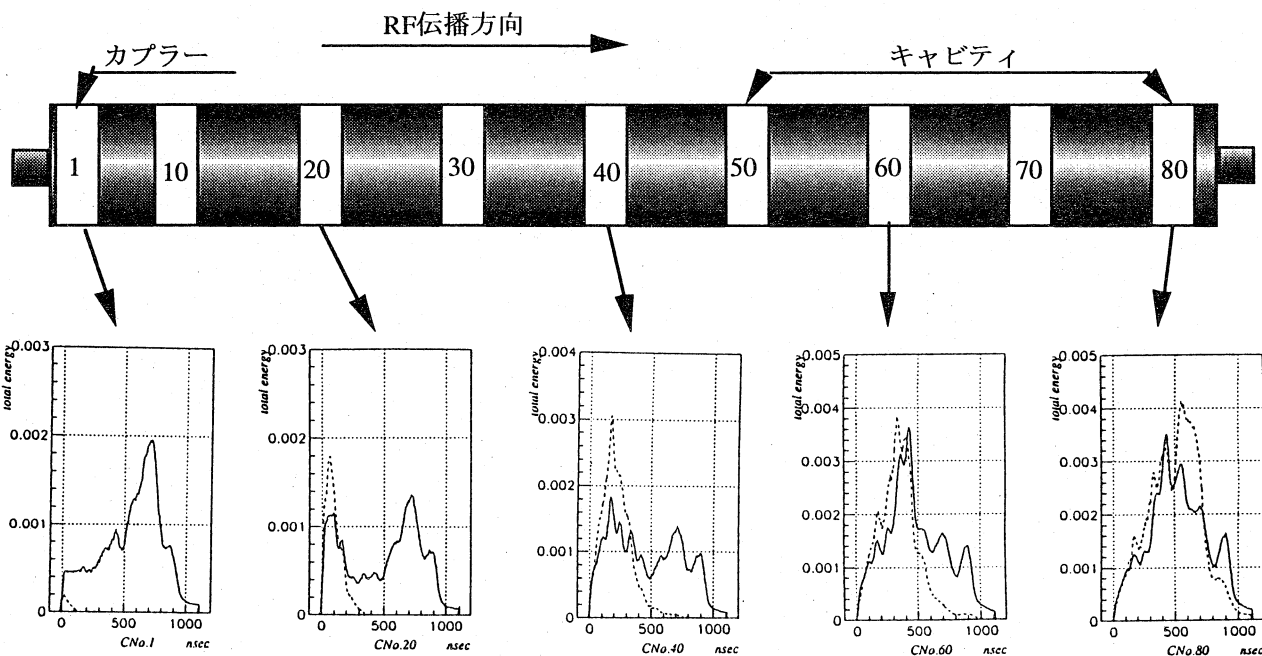 RF伝播方向
カプラー
キャビティ
1 10 20 30 40 50 60 70 80
total energy
0.003
0.002
0.001
0
0 500 1000
CNo.1 nsec
total energy
0.003
0.002
0.001
0
0 500 1000
CNo.20 nsec
total energy
0.004
0.003
0.002
0.001
0
0 500 1000
CNo.40 nsec
total energy
0.005
0.004
0.003
0.002
0.001
0
0 500 1000
CNo.60 nsec
total energy
0.005
0.004
0.003
0.002
0.001
0
0 500 1000
CNo.80 nsec